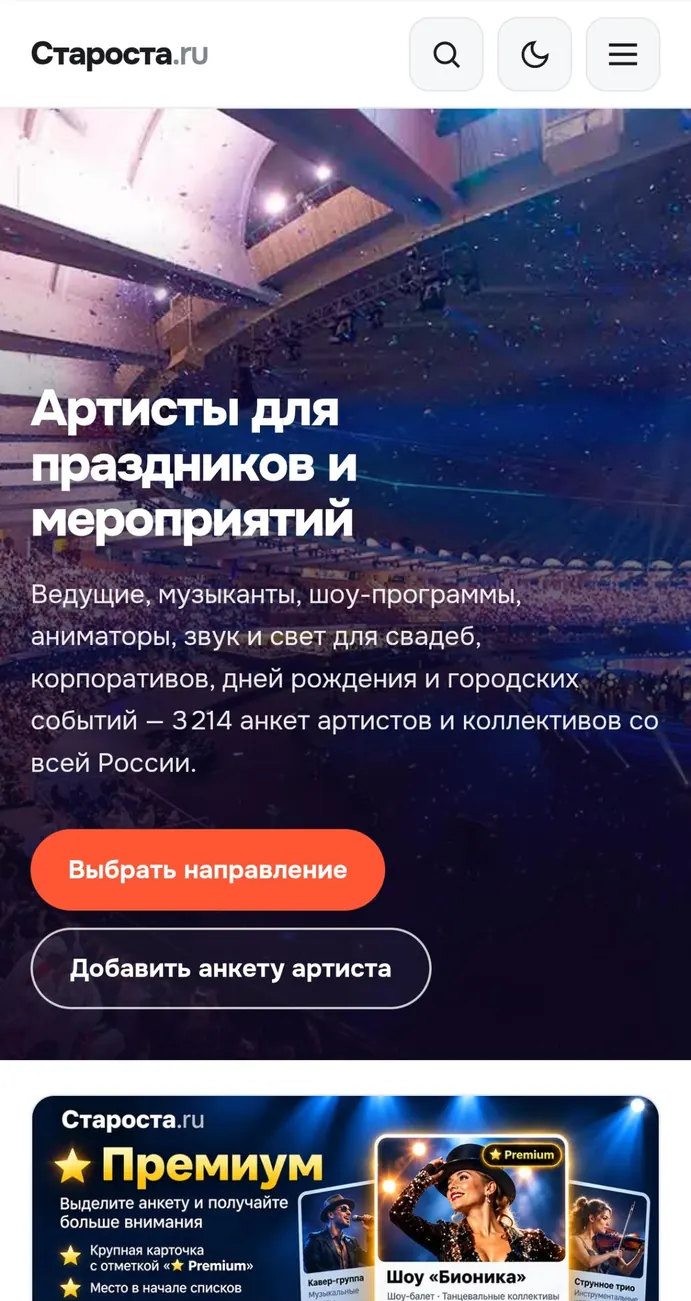 Староста.ru
Артисты для
праздников и
мероприятий
Ведущие, музыканты, шоу-программы,
аниматоры, звук и свет для свадеб,
корпоративов, дней рождения и городских
событий — 3 214 анкет артистов и коллективов со
всей России.
Выбрать направление
Добавить анкету артиста
Староста.ru
Премиум
Выделите анкету и получайте
больше внимания
Крупная карточка
с отметкой «⭐ Premium»
Место в начале списков
★ Premium
Кавер-группа
Музыкальные
Шоу «Бионика»
Шоу-балет · Танцевальные коллективы
Струнное трио
Инструментальные